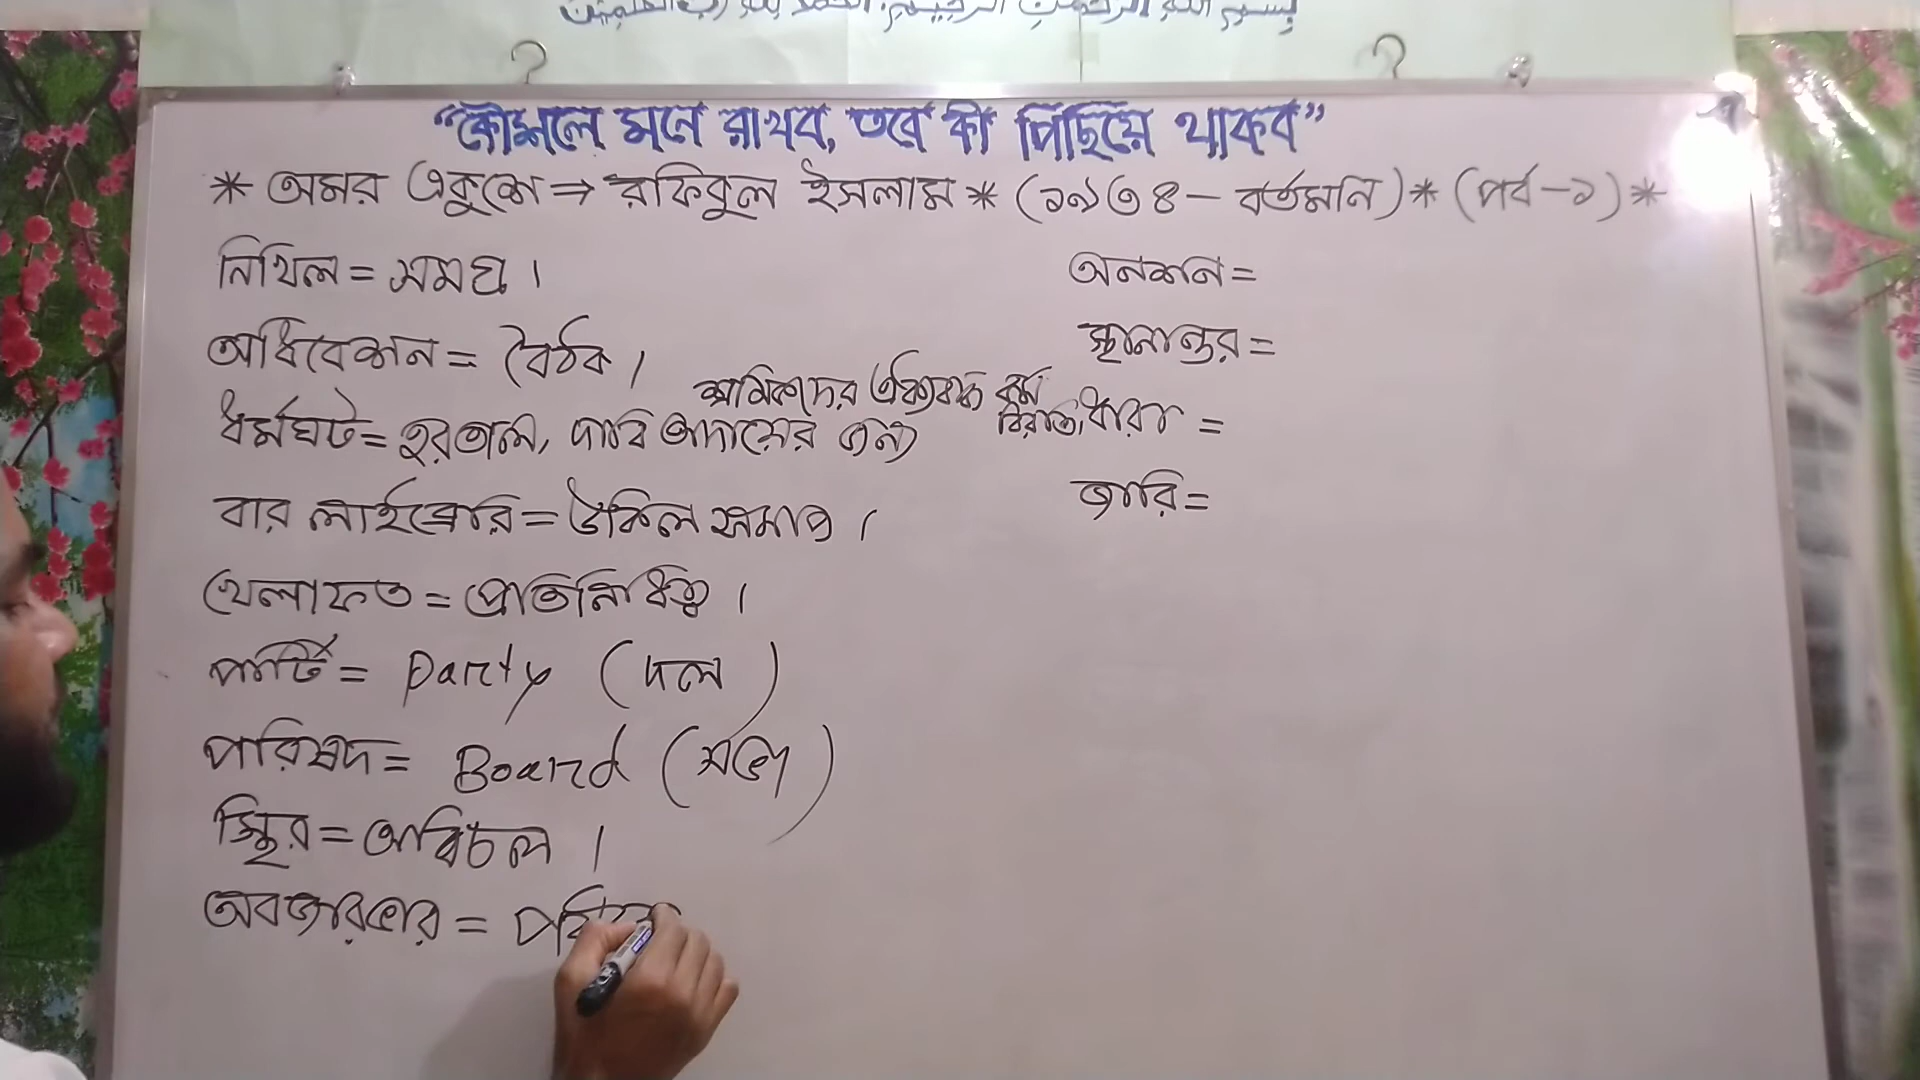 "কৌশলে মনে রাখব, তবে কী পিছিয়ে থাকব"
* অমর একুশে ⇒ রফিকুল ইসলাম * (১৯৩৪ – বর্তমান) * (পর্ব – ১) *
নিখিল = সমগ্র।
অধিবেশন = বৈঠক।
ধর্মঘট = হরতাল, দাবি আদায়ের জন্য শ্রমিকদের ঐক্যবদ্ধ কর্ম বিরতি।
বার লাইব্রেরি = উকিল সমাজ।
খেলাফত = প্রতিনিধিত্ব।
পার্টি = party (দল)
পরিষদ = Board (সভা)
স্থির = অবিচল।
অবজারভার =
অনশন =
স্থানান্তর =
ধারা =
জারি =